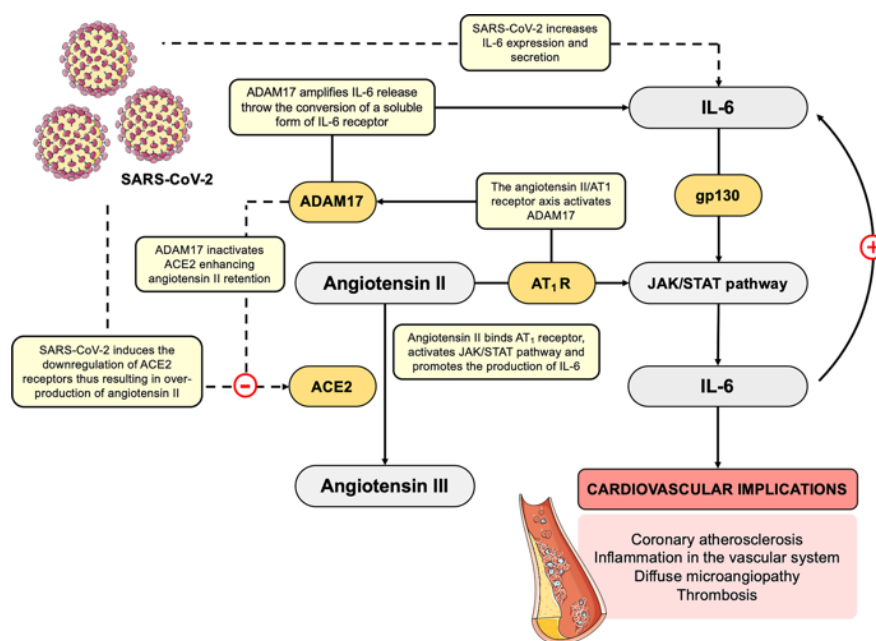 SARS-CoV-2 increases
IL-6 expression and
secretion
ADAM17 amplifies IL-6 release
throw the conversion of a soluble
form of IL-6 receptor
IL-6
SARS-CoV-2
ADAM17
The angiotensin II/AT1
receptor axis activates
ADAM17
gp130
ADAM17 inactivates
ACE2 enhancing
angiotensin II retention
+
Angiotensin II
AT₁ R
JAK/STAT pathway
Angiotensin II binds AT₁ receptor,
activates JAK/STAT pathway and
promotes the production of IL-6
SARS-CoV-2 induces the
downregulation of ACE2
receptors thus resulting in over-
production of angiotensin II
-
ACE2
IL-6
Angiotensin III
CARDIOVASCULAR IMPLICATIONS
Coronary atherosclerosis
Inflammation in the vascular system
Diffuse microangiopathy
Thrombosis